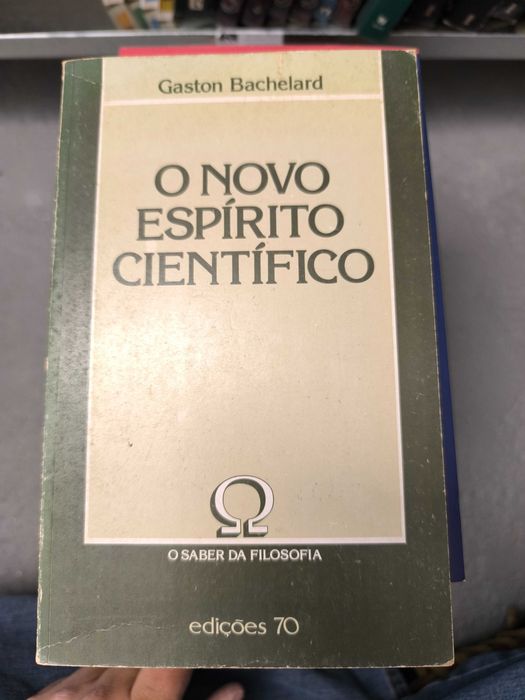 Gaston Bachelard
O NOVO
ESPÍRITO
CIENTÍFICO
Ω
O SABER DA FILOSOFIA
edições 70